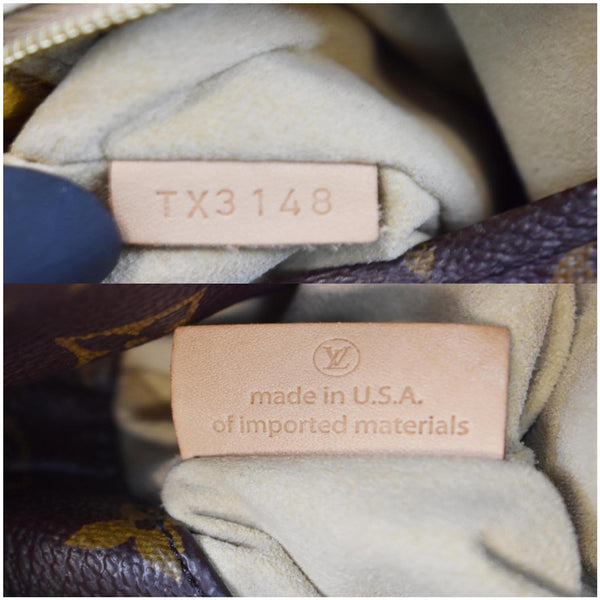 TX3148
LV
made in U.S.A.
of imported materials